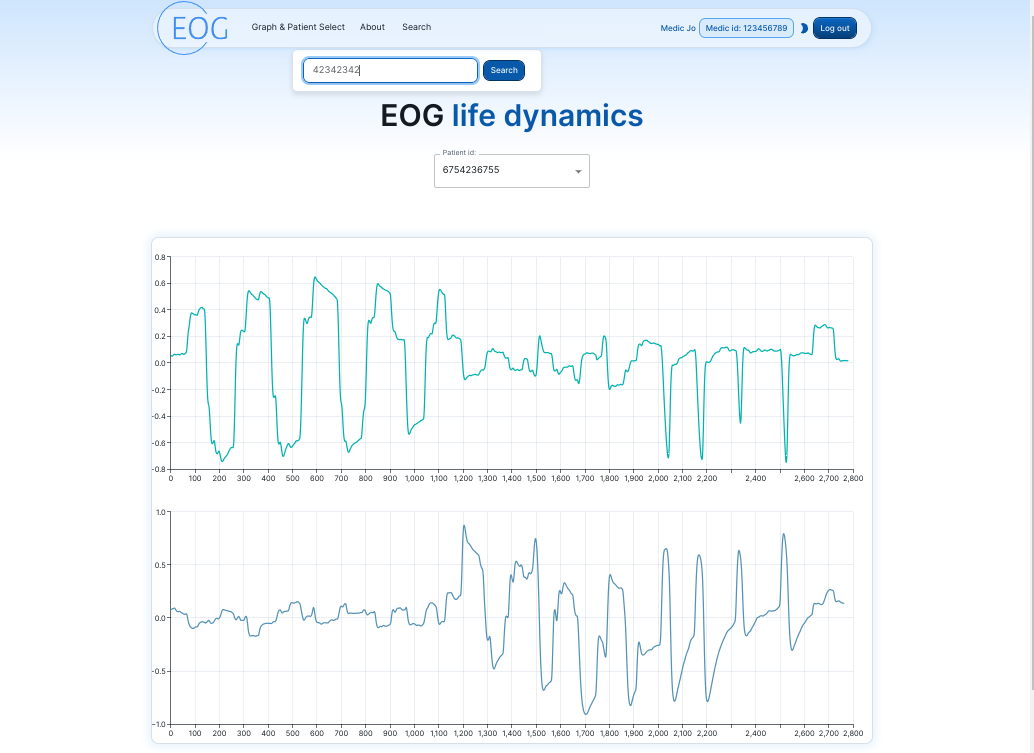 EOG
Graph & Patient Select About Search
Medic Jo Medic id: 123456789 Log out
42342342 Search
EOG life dynamics
Patient id:
6754236755
0.8
0.6
0.4
0.2
0.0
-0.2
-0.4
-0.6
-0.8
0 100 200 300 400 500 600 700 800 900 1,000 1,100 1,200 1,300 1,400 1,500 1,600 1,700 1,800 1,900 2,000 2,100 2,200 2,400 2,600 2,700 2,800
1.0
0.5
0.0
-0.5
-1.0
0 100 200 300 400 500 600 700 800 900 1,000 1,100 1,200 1,300 1,400 1,500 1,600 1,700 1,800 1,900 2,000 2,100 2,200 2,400 2,600 2,700 2,800